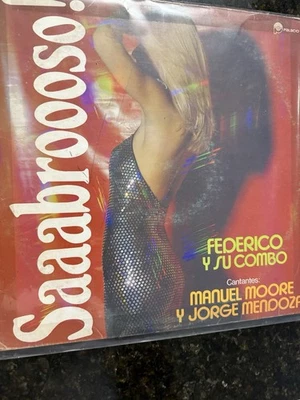 Saaabroooso!
FEDERICO
Y SU COMBO
Cantantes:
MANUEL MOORE
Y JORGE MENDOZA